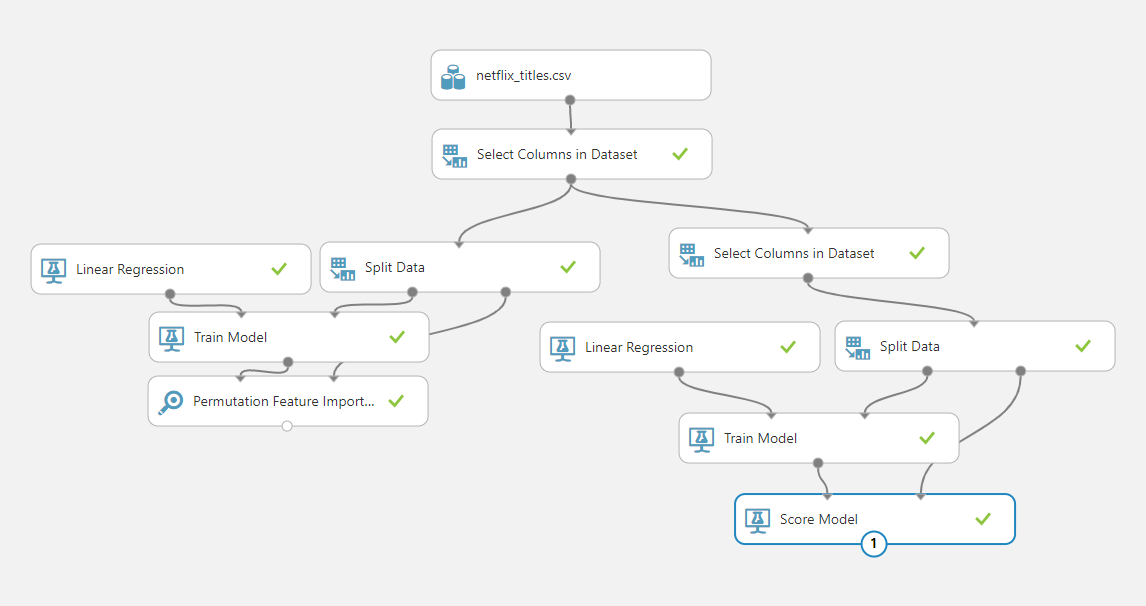 netflix_titles.csv
Select Columns in Dataset
Linear Regression
Split Data
Select Columns in Dataset
Train Model
Linear Regression
Split Data
Permutation Feature Import...
Train Model
Score Model
1